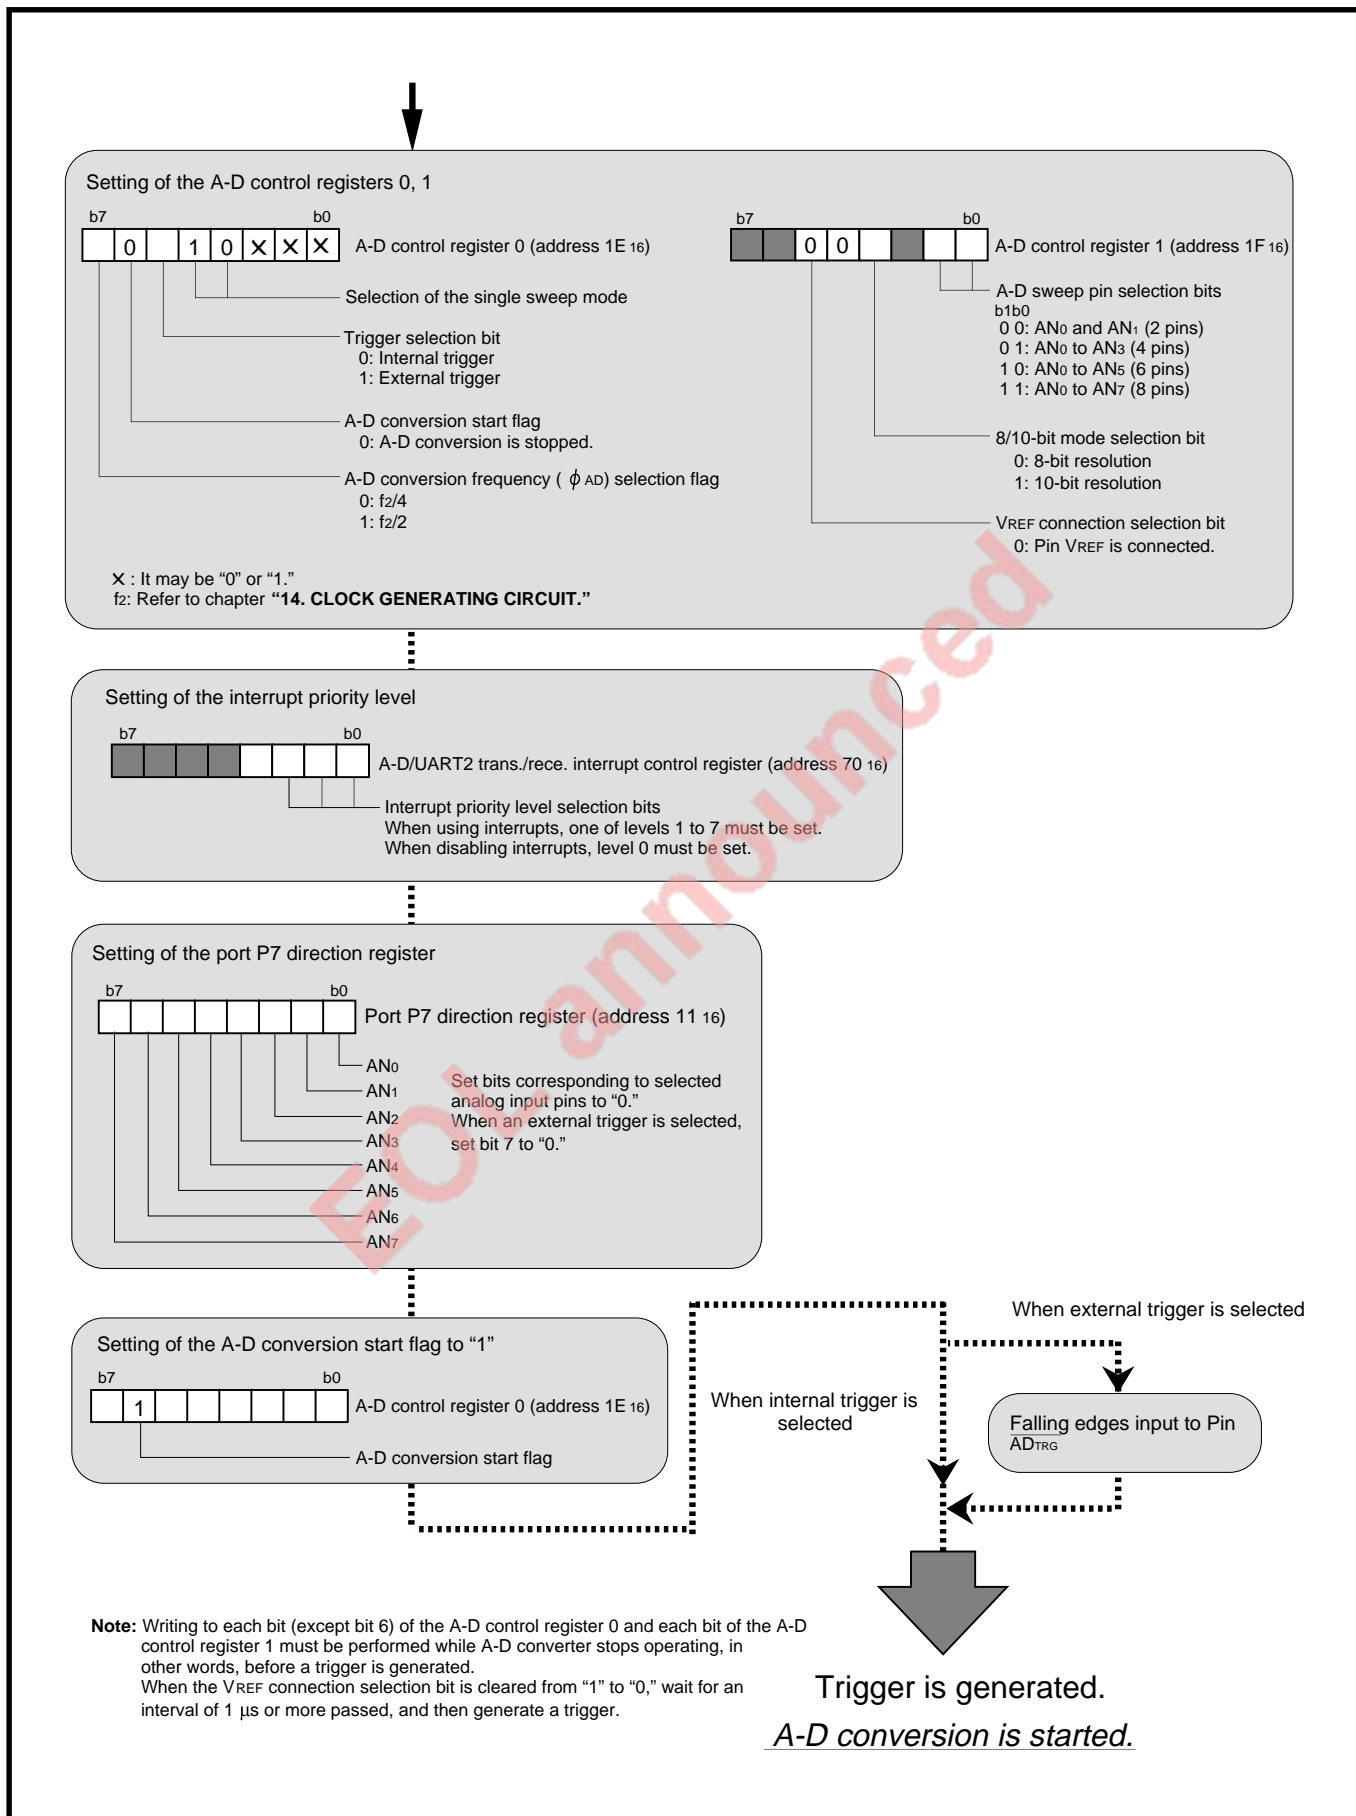 Setting of the A-D control registers 0, 1
b7 b0
0 1 0 X X X A-D control register 0 (address 1E 16)
Selection of the single sweep mode
Trigger selection bit
0: Internal trigger
1: External trigger
A-D conversion start flag
0: A-D conversion is stopped.
A-D conversion frequency ( ϕ AD) selection flag
0: f2/4
1: f2/2
b7 b0
0 0 A-D control register 1 (address 1F 16)
A-D sweep pin selection bits
b1b0
0 0: AN0 and AN1 (2 pins)
0 1: AN0 to AN3 (4 pins)
1 0: AN0 to AN5 (6 pins)
1 1: AN0 to AN7 (8 pins)
8/10-bit mode selection bit
0: 8-bit resolution
1: 10-bit resolution
VREF connection selection bit
0: Pin VREF is connected.
X : It may be “0” or “1.”
f2: Refer to chapter “14. CLOCK GENERATING CIRCUIT.”
Setting of the interrupt priority level
b7 b0
A-D/UART2 trans./rece. interrupt control register (address 70 16)
Interrupt priority level selection bits
When using interrupts, one of levels 1 to 7 must be set.
When disabling interrupts, level 0 must be set.
Setting of the port P7 direction register
b7 b0
Port P7 direction register (address 11 16)
AN0
AN1
AN2
AN3
AN4
AN5
AN6
AN7
Set bits corresponding to selected
analog input pins to “0.”
When an external trigger is selected,
set bit 7 to “0.”
Setting of the A-D conversion start flag to “1”
b7 b0
1 A-D control register 0 (address 1E 16)
A-D conversion start flag
When external trigger is selected
When internal trigger is
selected
Falling edges input to Pin
ADTRG
Note: Writing to each bit (except bit 6) of the A-D control register 0 and each bit of the A-D
control register 1 must be performed while A-D converter stops operating, in
other words, before a trigger is generated.
When the VREF connection selection bit is cleared from “1” to “0,” wait for an
interval of 1 µs or more passed, and then generate a trigger.
Trigger is generated.
A-D conversion is started.
EOL announced